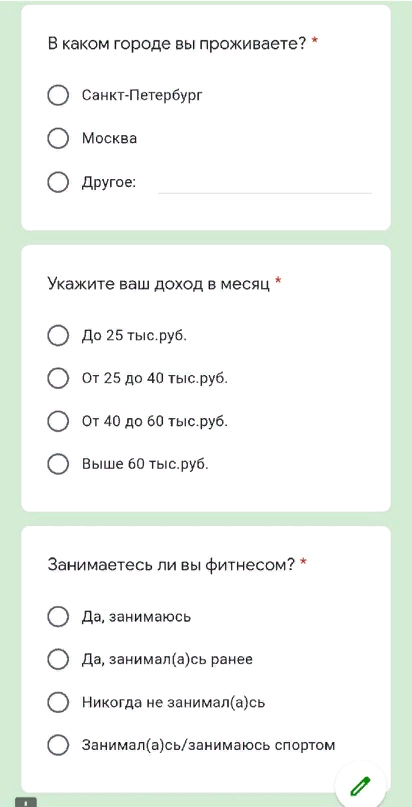 В каком городе вы проживаете? *
Санкт-Петербург
Москва
Другое:
Укажите ваш доход в месяц *
До 25 тыс.руб.
От 25 до 40 тыс.руб.
От 40 до 60 тыс.руб.
Выше 60 тыс.руб.
Занимаетесь ли вы фитнесом? *
Да, занимаюсь
Да, занимал(а)сь ранее
Никогда не занимал(а)сь
Занимал(а)сь/занимаюсь спортом